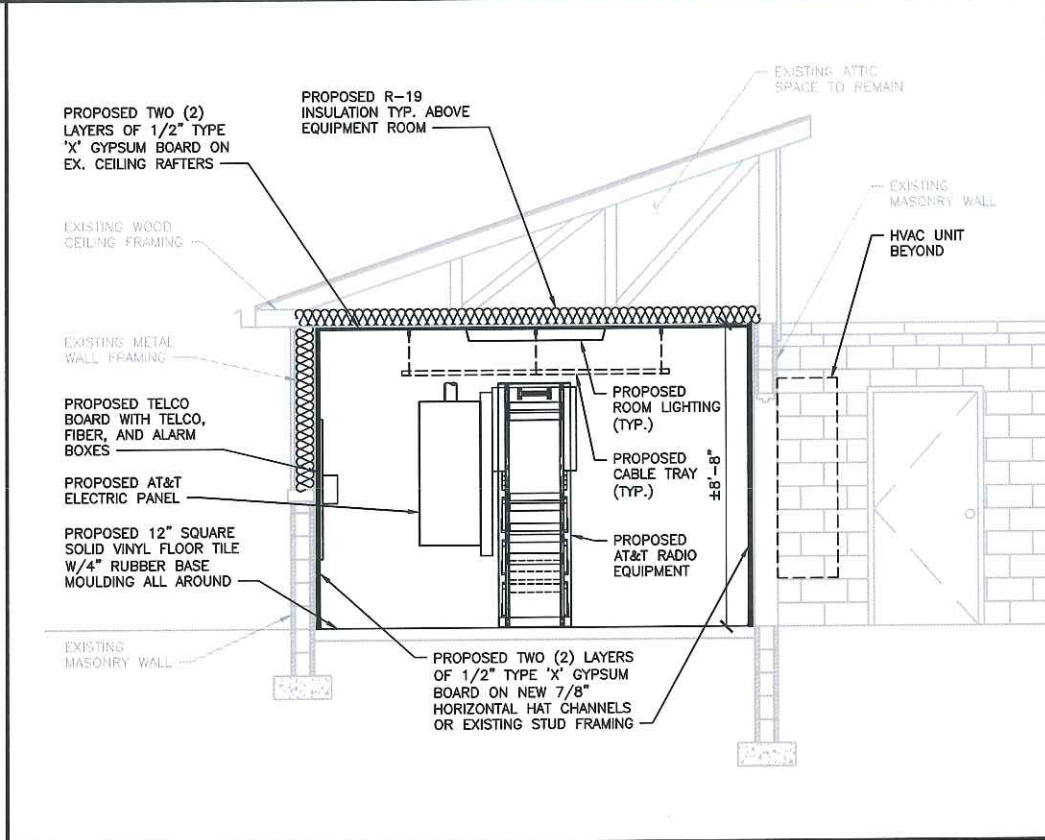 EXISTING ATTIC
SPACE TO REMAIN
PROPOSED R-19
INSULATION TYP. ABOVE
EQUIPMENT ROOM
PROPOSED TWO (2)
LAYERS OF 1/2" TYPE
'X' GYPSUM BOARD ON
EX. CEILING RAFTERS
EXISTING
MASONRY WALL
EXISTING WOOD
CEILING FRAMING
HVAC UNIT
BEYOND
EXISTING METAL
WALL FRAMING
PROPOSED TELCO
BOARD WITH TELCO,
FIBER, AND ALARM
BOXES
PROPOSED
ROOM LIGHTING
(TYP.)
PROPOSED
CABLE TRAY
(TYP.)
±8'-8"
PROPOSED AT&T
ELECTRIC PANEL
PROPOSED 12" SQUARE
SOLID VINYL FLOOR TILE
W/4" RUBBER BASE
MOULDING ALL AROUND
PROPOSED
AT&T RADIO
EQUIPMENT
EXISTING
MASONRY WALL
PROPOSED TWO (2) LAYERS
OF 1/2" TYPE 'X' GYPSUM
BOARD ON NEW 7/8"
HORIZONTAL HAT CHANNELS
OR EXISTING STUD FRAMING